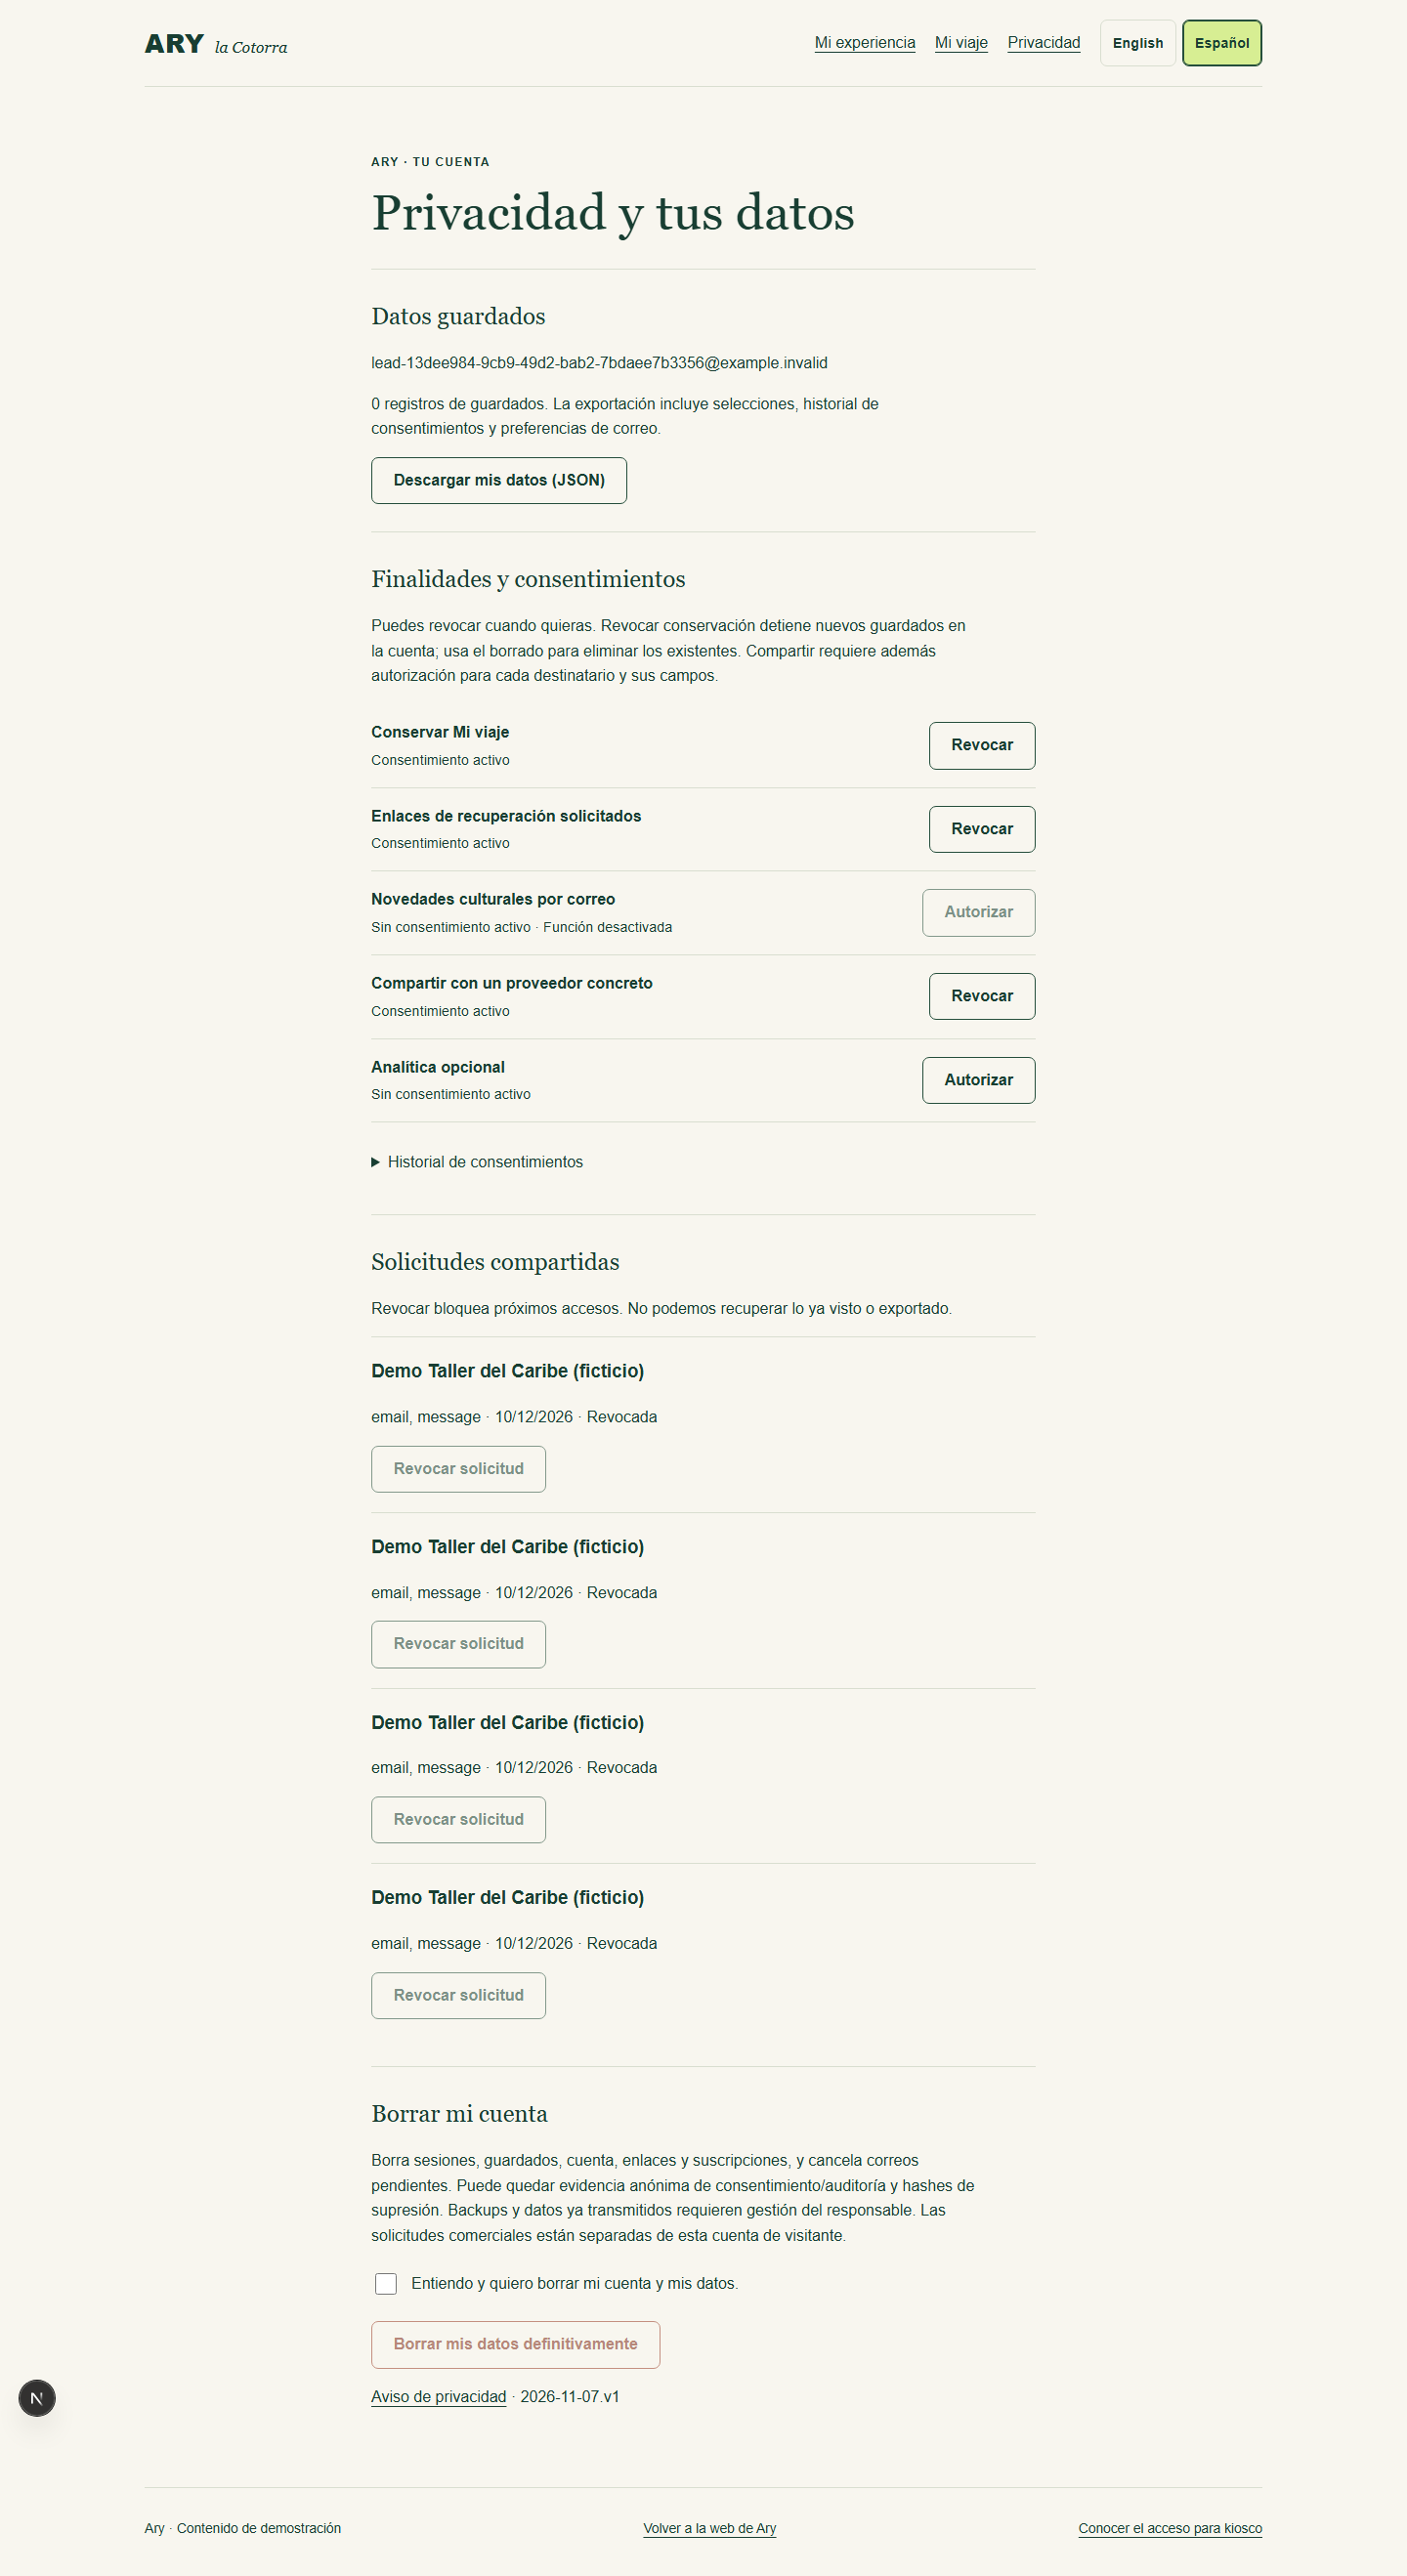 ARY la Cotorra
Mi experiencia Mi viaje Privacidad English Español
ARY · TU CUENTA
Privacidad y tus datos
Datos guardados
lead-13dee984-9cb9-49d2-bab2-7bdaee7b3356@example.invalid
0 registros de guardados. La exportación incluye selecciones, historial de
consentimientos y preferencias de correo.
Descargar mis datos (JSON)
Finalidades y consentimientos
Puedes revocar cuando quieras. Revocar conservación detiene nuevos guardados en
la cuenta; usa el borrado para eliminar los existentes. Compartir requiere además
autorización para cada destinatario y sus campos.
Conservar Mi viaje
Consentimiento activo
Revocar
Enlaces de recuperación solicitados
Consentimiento activo
Revocar
Novedades culturales por correo
Sin consentimiento activo · Función desactivada
Autorizar
Compartir con un proveedor concreto
Consentimiento activo
Revocar
Analítica opcional
Sin consentimiento activo
Autorizar
Historial de consentimientos
Solicitudes compartidas
Revocar bloquea próximos accesos. No podemos recuperar lo ya visto o exportado.
Demo Taller del Caribe (ficticio)
email, message · 10/12/2026 · Revocada
Revocar solicitud
Demo Taller del Caribe (ficticio)
email, message · 10/12/2026 · Revocada
Revocar solicitud
Demo Taller del Caribe (ficticio)
email, message · 10/12/2026 · Revocada
Revocar solicitud
Demo Taller del Caribe (ficticio)
email, message · 10/12/2026 · Revocada
Revocar solicitud
Borrar mi cuenta
Borra sesiones, guardados, cuenta, enlaces y suscripciones, y cancela correos
pendientes. Puede quedar evidencia anónima de consentimiento/auditoría y hashes de
supresión. Backups y datos ya transmitidos requieren gestión del responsable. Las
solicitudes comerciales están separadas de esta cuenta de visitante.
Entiendo y quiero borrar mi cuenta y mis datos.
Borrar mis datos definitivamente
N
Aviso de privacidad · 2026-11-07.v1
Ary · Contenido de demostración
Volver a la web de Ary
Conocer el acceso para kiosco